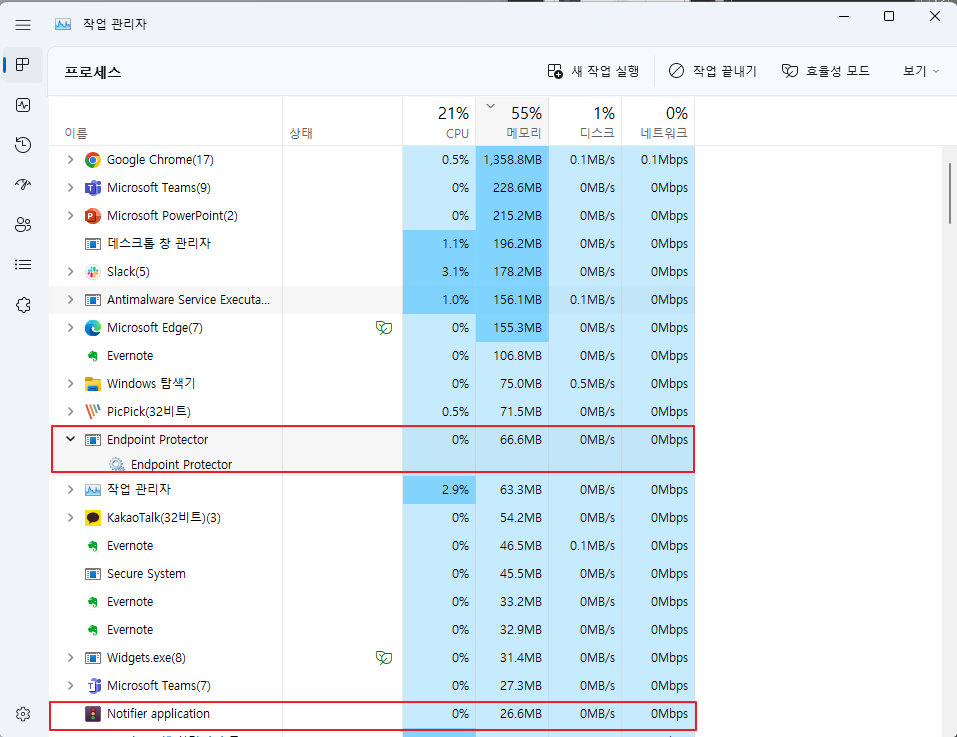 작업 관리자
프로세스
새 작업 실행
작업 끝내기
효율성 모드
보기
21% 55% 1% 0%
이름 상태 CPU 메모리 디스크 네트워크
Google Chrome(17) 0.5% 1,358.8MB 0.1MB/s 0.1Mbps
Microsoft Teams(9) 0% 228.6MB 0MB/s 0Mbps
Microsoft PowerPoint(2) 0% 215.2MB 0MB/s 0Mbps
데스크톱 창 관리자 1.1% 196.2MB 0MB/s 0Mbps
Slack(5) 3.1% 178.2MB 0MB/s 0Mbps
Antimalware Service Executa... 1.0% 156.1MB 0.1MB/s 0Mbps
Microsoft Edge(7) 0% 155.3MB 0MB/s 0Mbps
Evernote 0% 106.8MB 0MB/s 0Mbps
Windows 탐색기 0% 75.0MB 0.5MB/s 0Mbps
PicPick(32비트) 0.5% 71.5MB 0MB/s 0Mbps
Endpoint Protector 0% 66.6MB 0MB/s 0Mbps
Endpoint Protector
작업 관리자 2.9% 63.3MB 0MB/s 0Mbps
KakaoTalk(32비트)(3) 0% 54.2MB 0MB/s 0Mbps
Evernote 0% 46.5MB 0.1MB/s 0Mbps
Secure System 0% 45.5MB 0MB/s 0Mbps
Evernote 0% 33.2MB 0MB/s 0Mbps
Evernote 0% 32.9MB 0MB/s 0Mbps
Widgets.exe(8) 0% 31.4MB 0MB/s 0Mbps
Microsoft Teams(7) 0% 27.3MB 0MB/s 0Mbps
Notifier application 0% 26.6MB 0MB/s 0Mbps